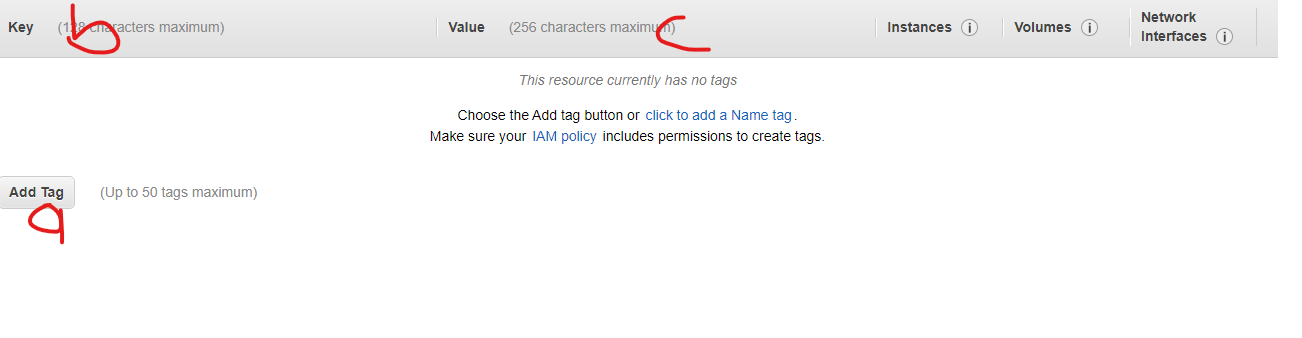 Key (128 characters maximum) b Value (256 characters maximum) c Instances i Volumes i Network Interfaces i
This resource currently has no tags
Choose the Add tag button or click to add a Name tag.
Make sure your IAM policy includes permissions to create tags.
Add Tag (Up to 50 tags maximum)
a